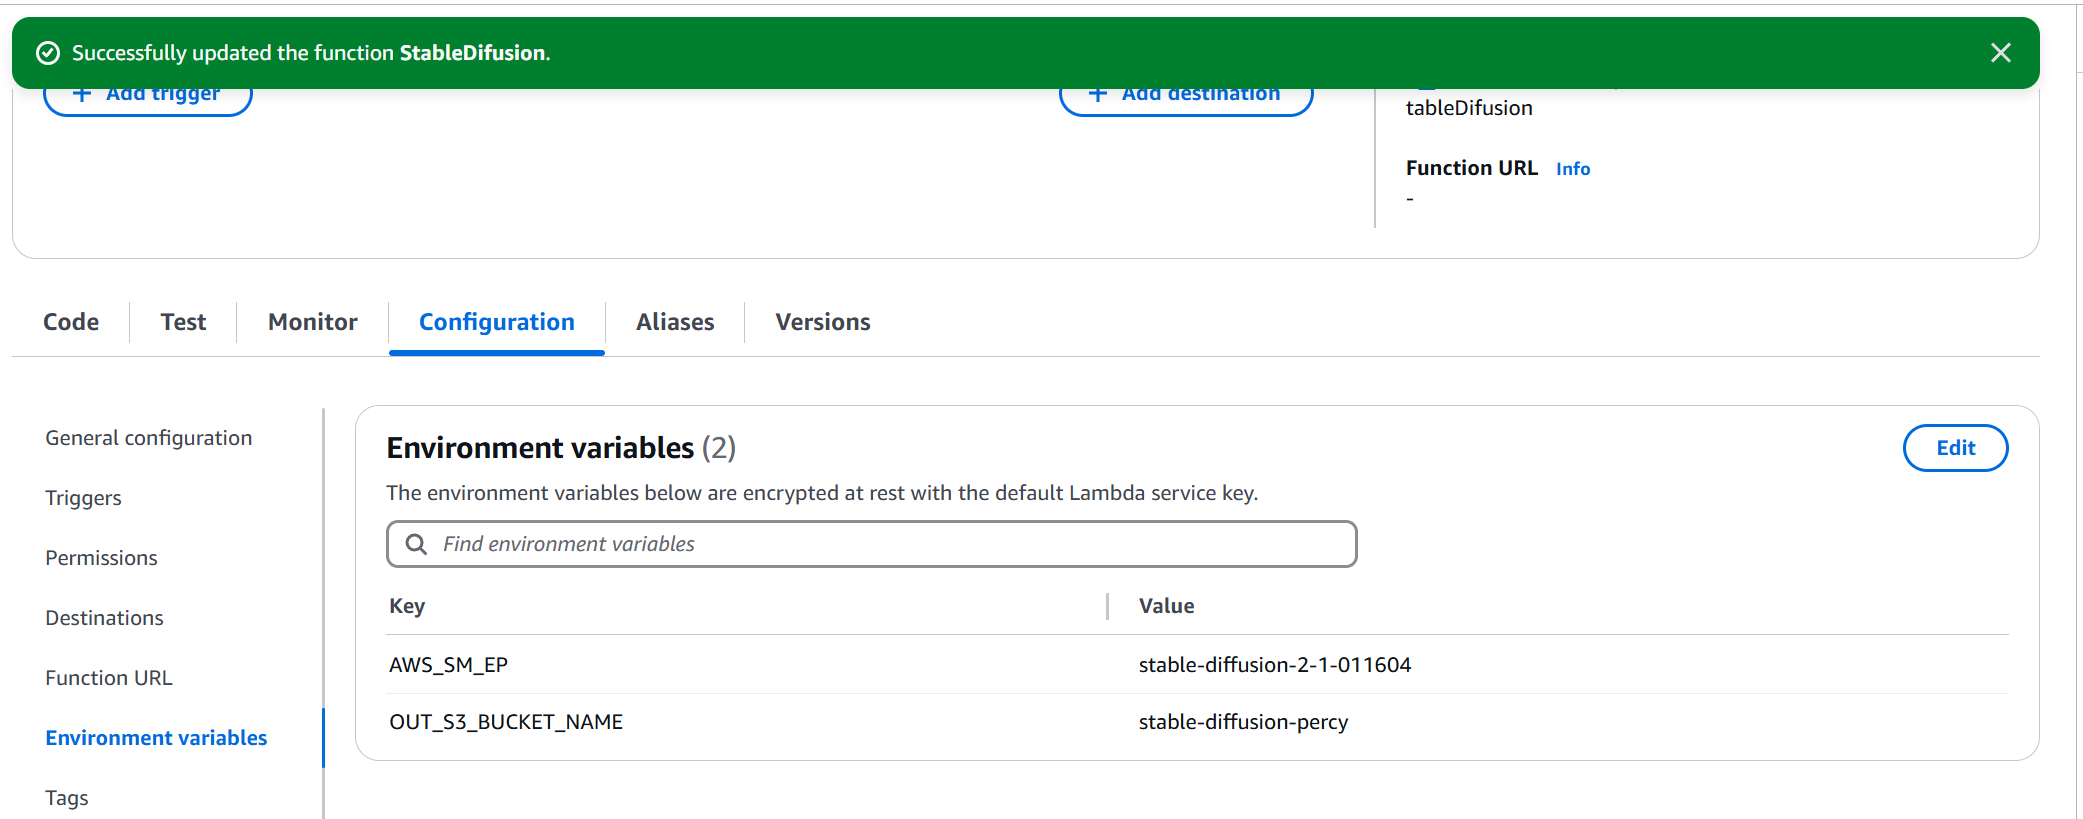 Successfully updated the function StableDifusion.
Add trigger
Add destination
tableDifusion
Function URL Info
-
Code Test Monitor Configuration Aliases Versions
General configuration
Triggers
Permissions
Destinations
Function URL
Environment variables
Tags
Environment variables (2)
Edit
The environment variables below are encrypted at rest with the default Lambda service key.
Find environment variables
Key Value
AWS_SM_EP stable-diffusion-2-1-011604
OUT_S3_BUCKET_NAME stable-diffusion-percy